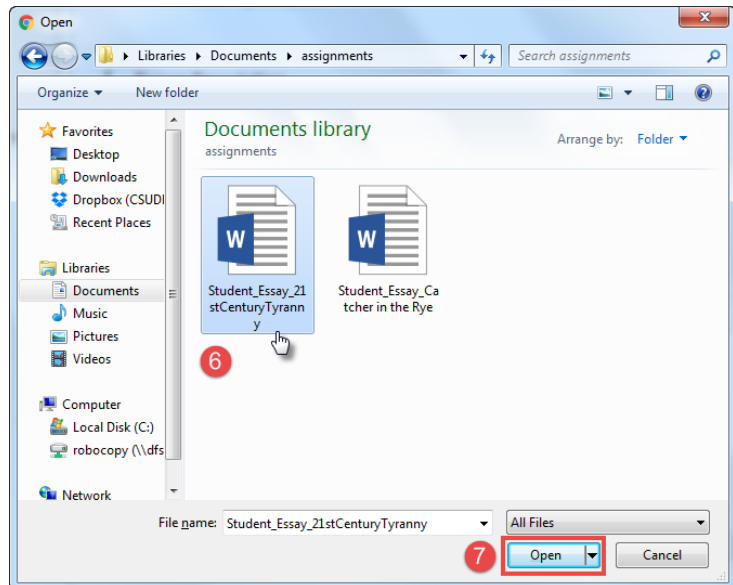 Open
Libraries Documents assignments
Search assignments
Organize New folder
Favorites
Desktop
Downloads
Dropbox (CSUDI
Recent Places
Libraries
Documents
Music
Pictures
Videos
Computer
Local Disk (C:)
robocopy (\\dfs
Network
Documents library
assignments
Arrange by: Folder
W
Student_Essay_21
stCenturyTyrann
y
W
Student_Essay_Ca
tcher in the Rye
6
File name: Student_Essay_21stCenturyTyranny
All Files
7
Open
Cancel